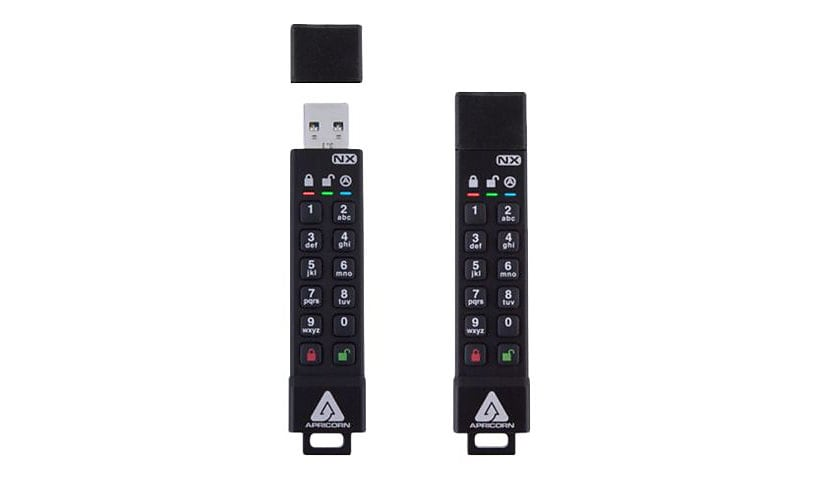 NX
1 2
abc
3 4
def ghi
5 6
jkl mno
7 8
pqrs tuv
9 0
wxyz
APRICORN
NX
1 2
abc
3 4
def ghi
5 6
jkl mno
7 8
pqrs tuv
9 0
wxyz
APRICORN